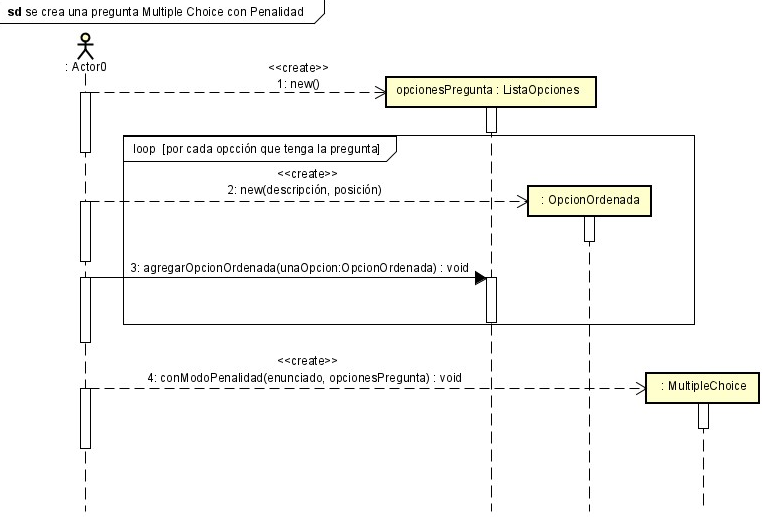 sd se crea una pregunta Multiple Choice con Penalidad
: Actor0
<<create>>
1: new()
opcionesPregunta : ListaOpciones
loop [por cada opcción que tenga la pregunta]
<<create>>
2: new(descripción, posición)
: OpcionOrdenada
3: agregarOpcionOrdenada(unaOpcion:OpcionOrdenada) : void
<<create>>
4: conModoPenalidad(enunciado, opcionesPregunta) : void
: MultipleChoice